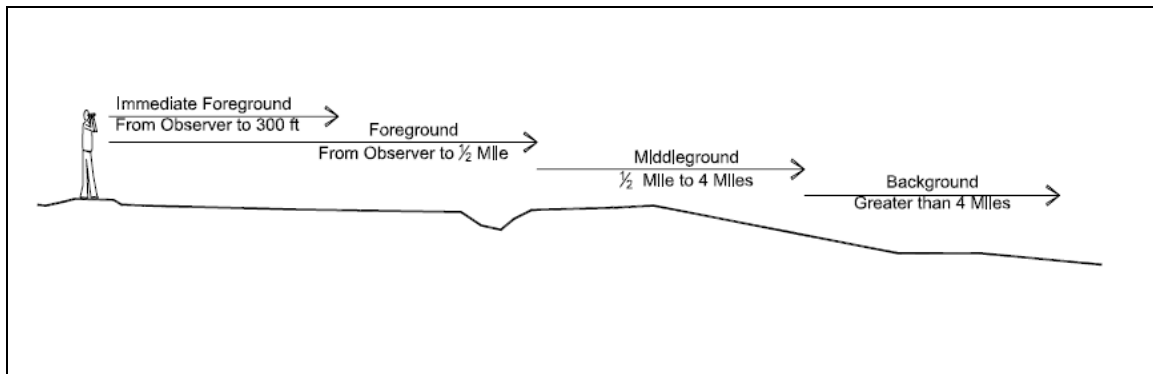 Immediate Foreground
From Observer to 300 ft
Foreground
From Observer to ½ Mile
Middleground
½ Mile to 4 Miles
Background
Greater than 4 Miles